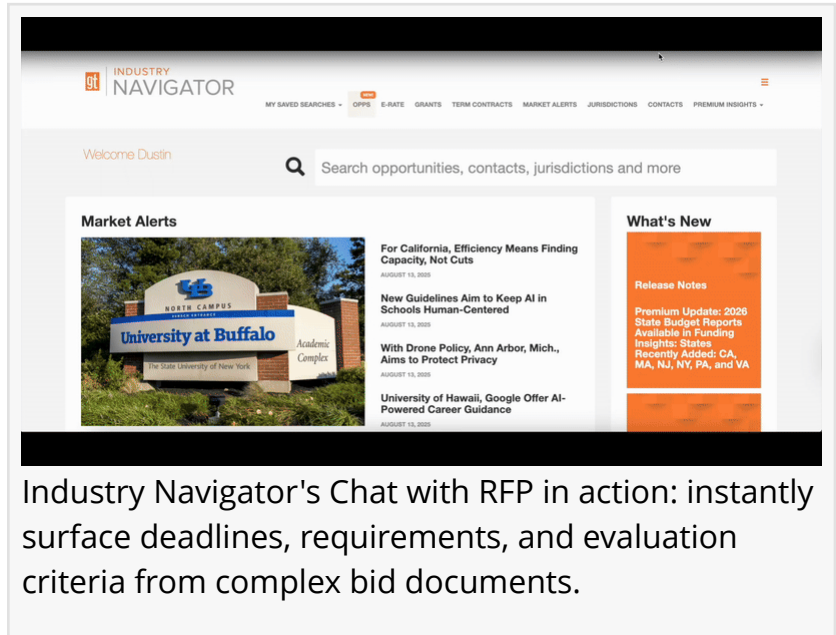 gt
INDUSTRY
NAVIGATOR
MY SAVED SEARCHES
NEW!
OPPS
E-RATE
GRANTS
TERM CONTRACTS
MARKET ALERTS
JURISDICTIONS
CONTACTS
PREMIUM INSIGHTS
Welcome Dustin
Search opportunities, contacts, jurisdictions and more
Market Alerts
UB
NORTH CAMPUS
University at Buffalo
The State University of New York
Academic
Complex
For California, Efficiency Means Finding
Capacity, Not Cuts
AUGUST 13, 2025
New Guidelines Aim to Keep AI in
Schools Human-Centered
AUGUST 13, 2025
With Drone Policy, Ann Arbor, Mich.,
Aims to Protect Privacy
AUGUST 13, 2025
University of Hawaii, Google Offer AI-
Powered Career Guidance
AUGUST 13, 2025
What's New
Release Notes
Premium Update: 2026
State Budget Reports
Available in Funding
Insights: States
Recently Added: CA,
MA, NJ, NY, PA, and VA
Industry Navigator's Chat with RFP in action: instantly
surface deadlines, requirements, and evaluation
criteria from complex bid documents.